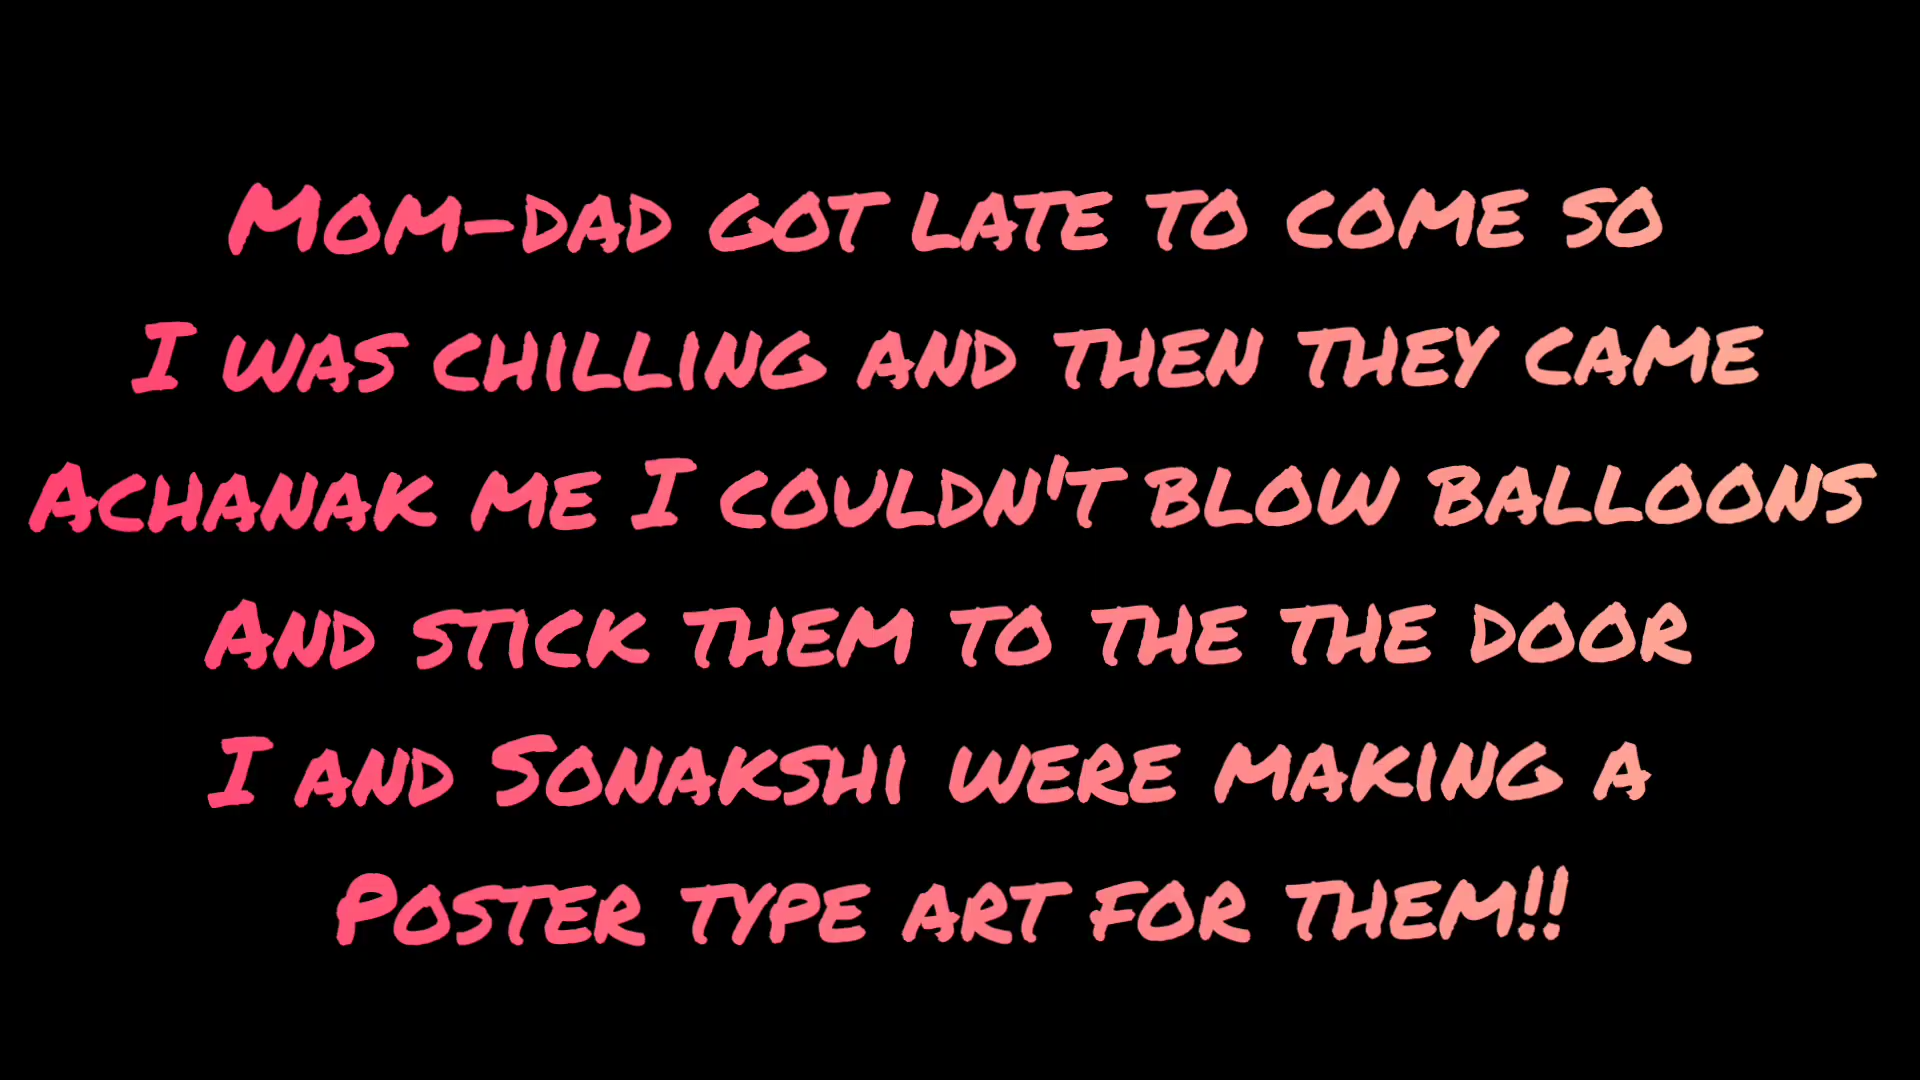 Mom-dad got late to come so
I was chilling and then they came
Achanak me I couldn't blow balloons
And stick them to the the door
I and Sonakshi were making a
Poster type art for them!!